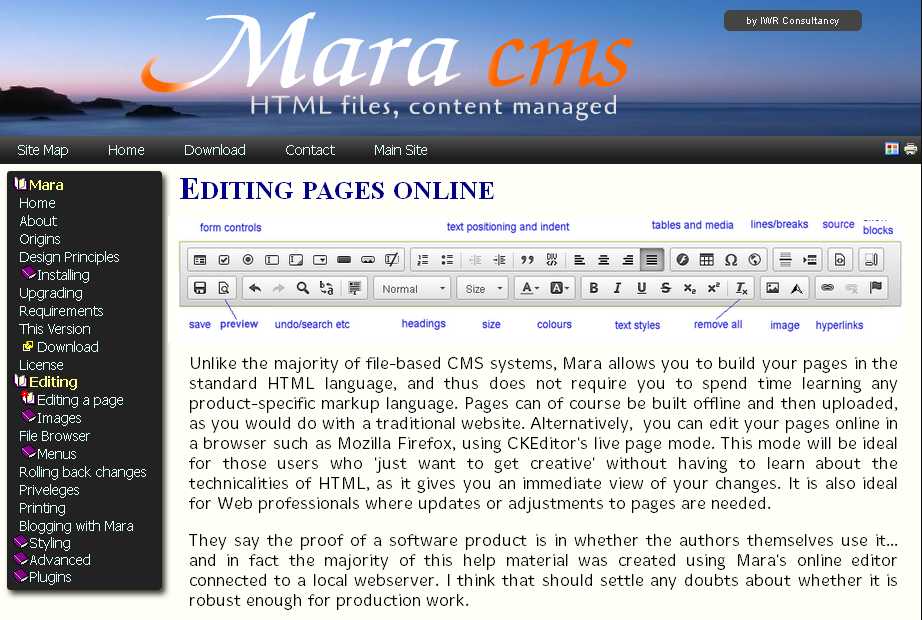 by IWR Consultancy
Mara cms
HTML files, content managed
Site Map Home Download Contact Main Site
Mara
Home
About
Origins
Design Principles
Installing
Upgrading
Requirements
This Version
Download
License
Editing
Editing a page
Images
File Browser
Menus
Rolling back changes
Priveleges
Printing
Blogging with Mara
Styling
Advanced
Plugins
Editing pages online
form controls text positioning and indent tables and media lines/breaks source
blocks
Normal Size A A B I U S x₂ x² Tx
save preview undo/search etc headings size colours text styles remove all image hyperlinks
Unlike the majority of file-based CMS systems, Mara allows you to build your pages in the
standard HTML language, and thus does not require you to spend time learning any
product-specific markup language. Pages can of course be built offline and then uploaded,
as you would do with a traditional website. Alternatively, you can edit your pages online in
a browser such as Mozilla Firefox, using CKEditor's live page mode. This mode will be ideal
for those users who 'just want to get creative' without having to learn about the
technicalities of HTML, as it gives you an immediate view of your changes. It is also ideal
for Web professionals where updates or adjustments to pages are needed.
They say the proof of a software product is in whether the authors themselves use it...
and in fact the majority of this help material was created using Mara's online editor
connected to a local webserver. I think that should settle any doubts about whether it is
robust enough for production work.